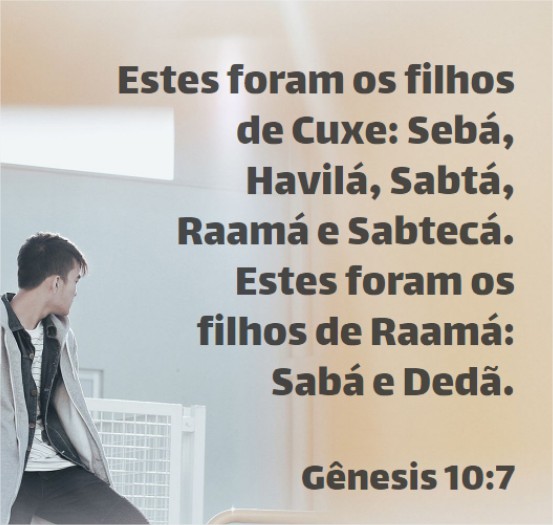 Estes foram os filhos
de Cuxe: Sebá,
Havilá, Sabtá,
Raamá e Sabtecá.
Estes foram os
filhos de Raamá:
Sabá e Dedã.
Gênesis 10:7